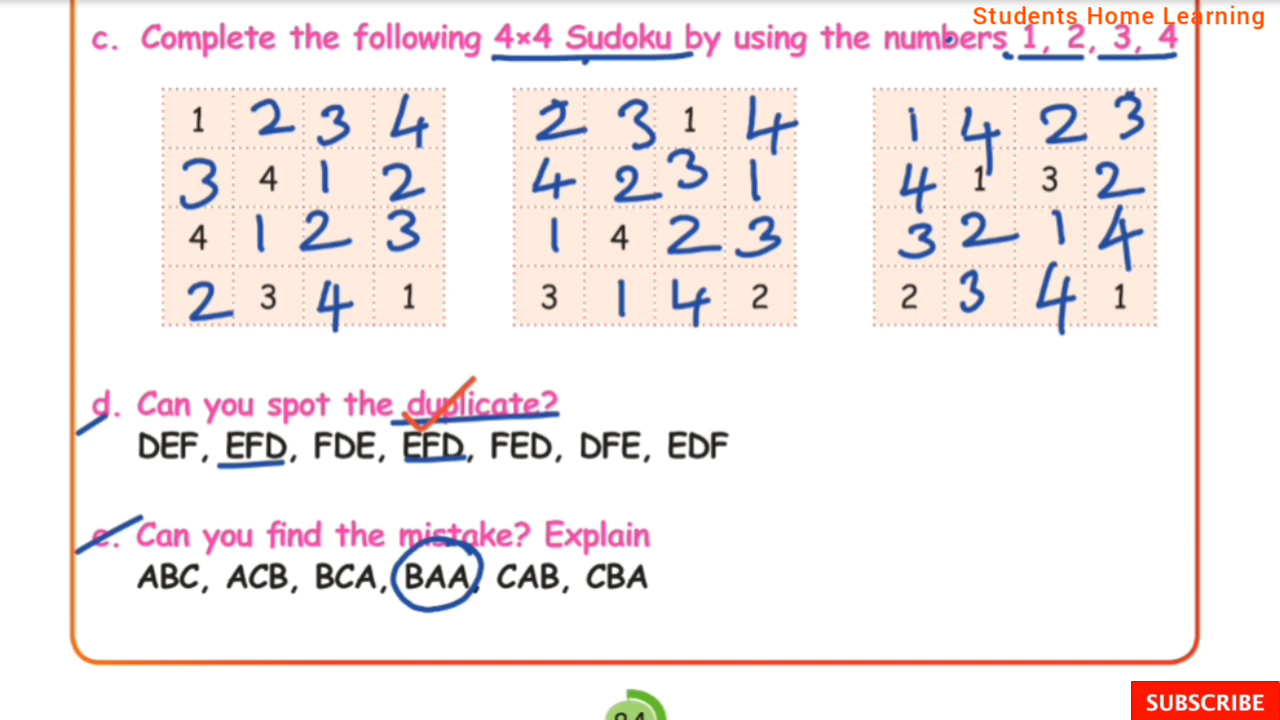 Students Home Learning
c. Complete the following 4×4 Sudoku by using the numbers 1, 2, 3, 4
1 2 3 4 2 3 1 4 1 4 2 3
3 4 1 2 4 2 3 1 4 1 3 2
4 1 2 3 1 4 2 3 3 2 1 4
2 3 4 1 3 1 4 2 2 3 4 1
d. Can you spot the duplicate?
DEF, EFD, FDE, EFD, FED, DFE, EDF
e. Can you find the mistake? Explain
ABC, ACB, BCA, BAA, CAB, CBA
SUBSCRIBE